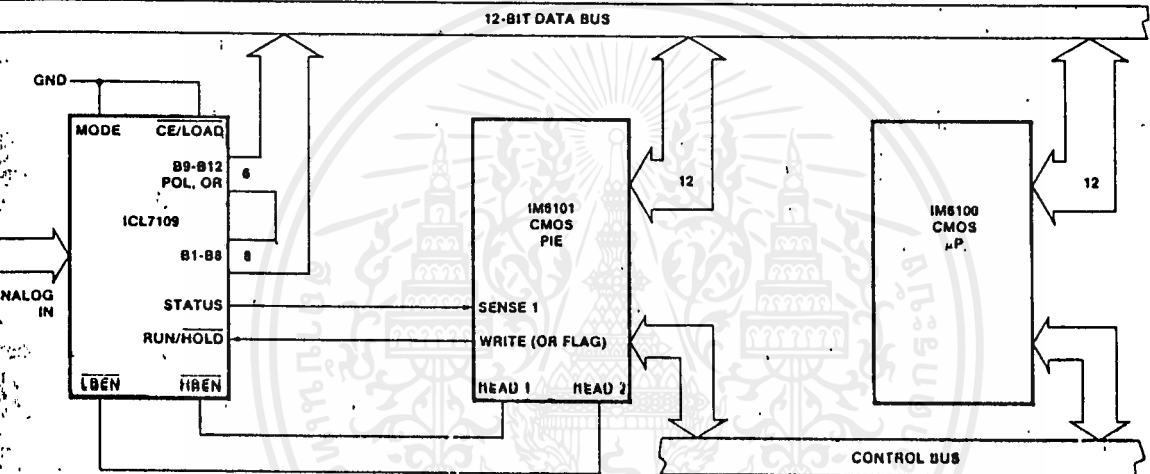 12-BIT DATA BUS
GND
MODE
CE/LOAD
B9-B12
POL, OR
6
ICL7109
B1-B8
8
NALOG
IN
STATUS
RUN/HOLD
LBEN
HBEN
IM6101
CMOS
PIE
12
SENSE 1
WRITE (OR FLAG)
READ 1
READ 2
IM6100
CMOS
μP
12
CONTROL BUS